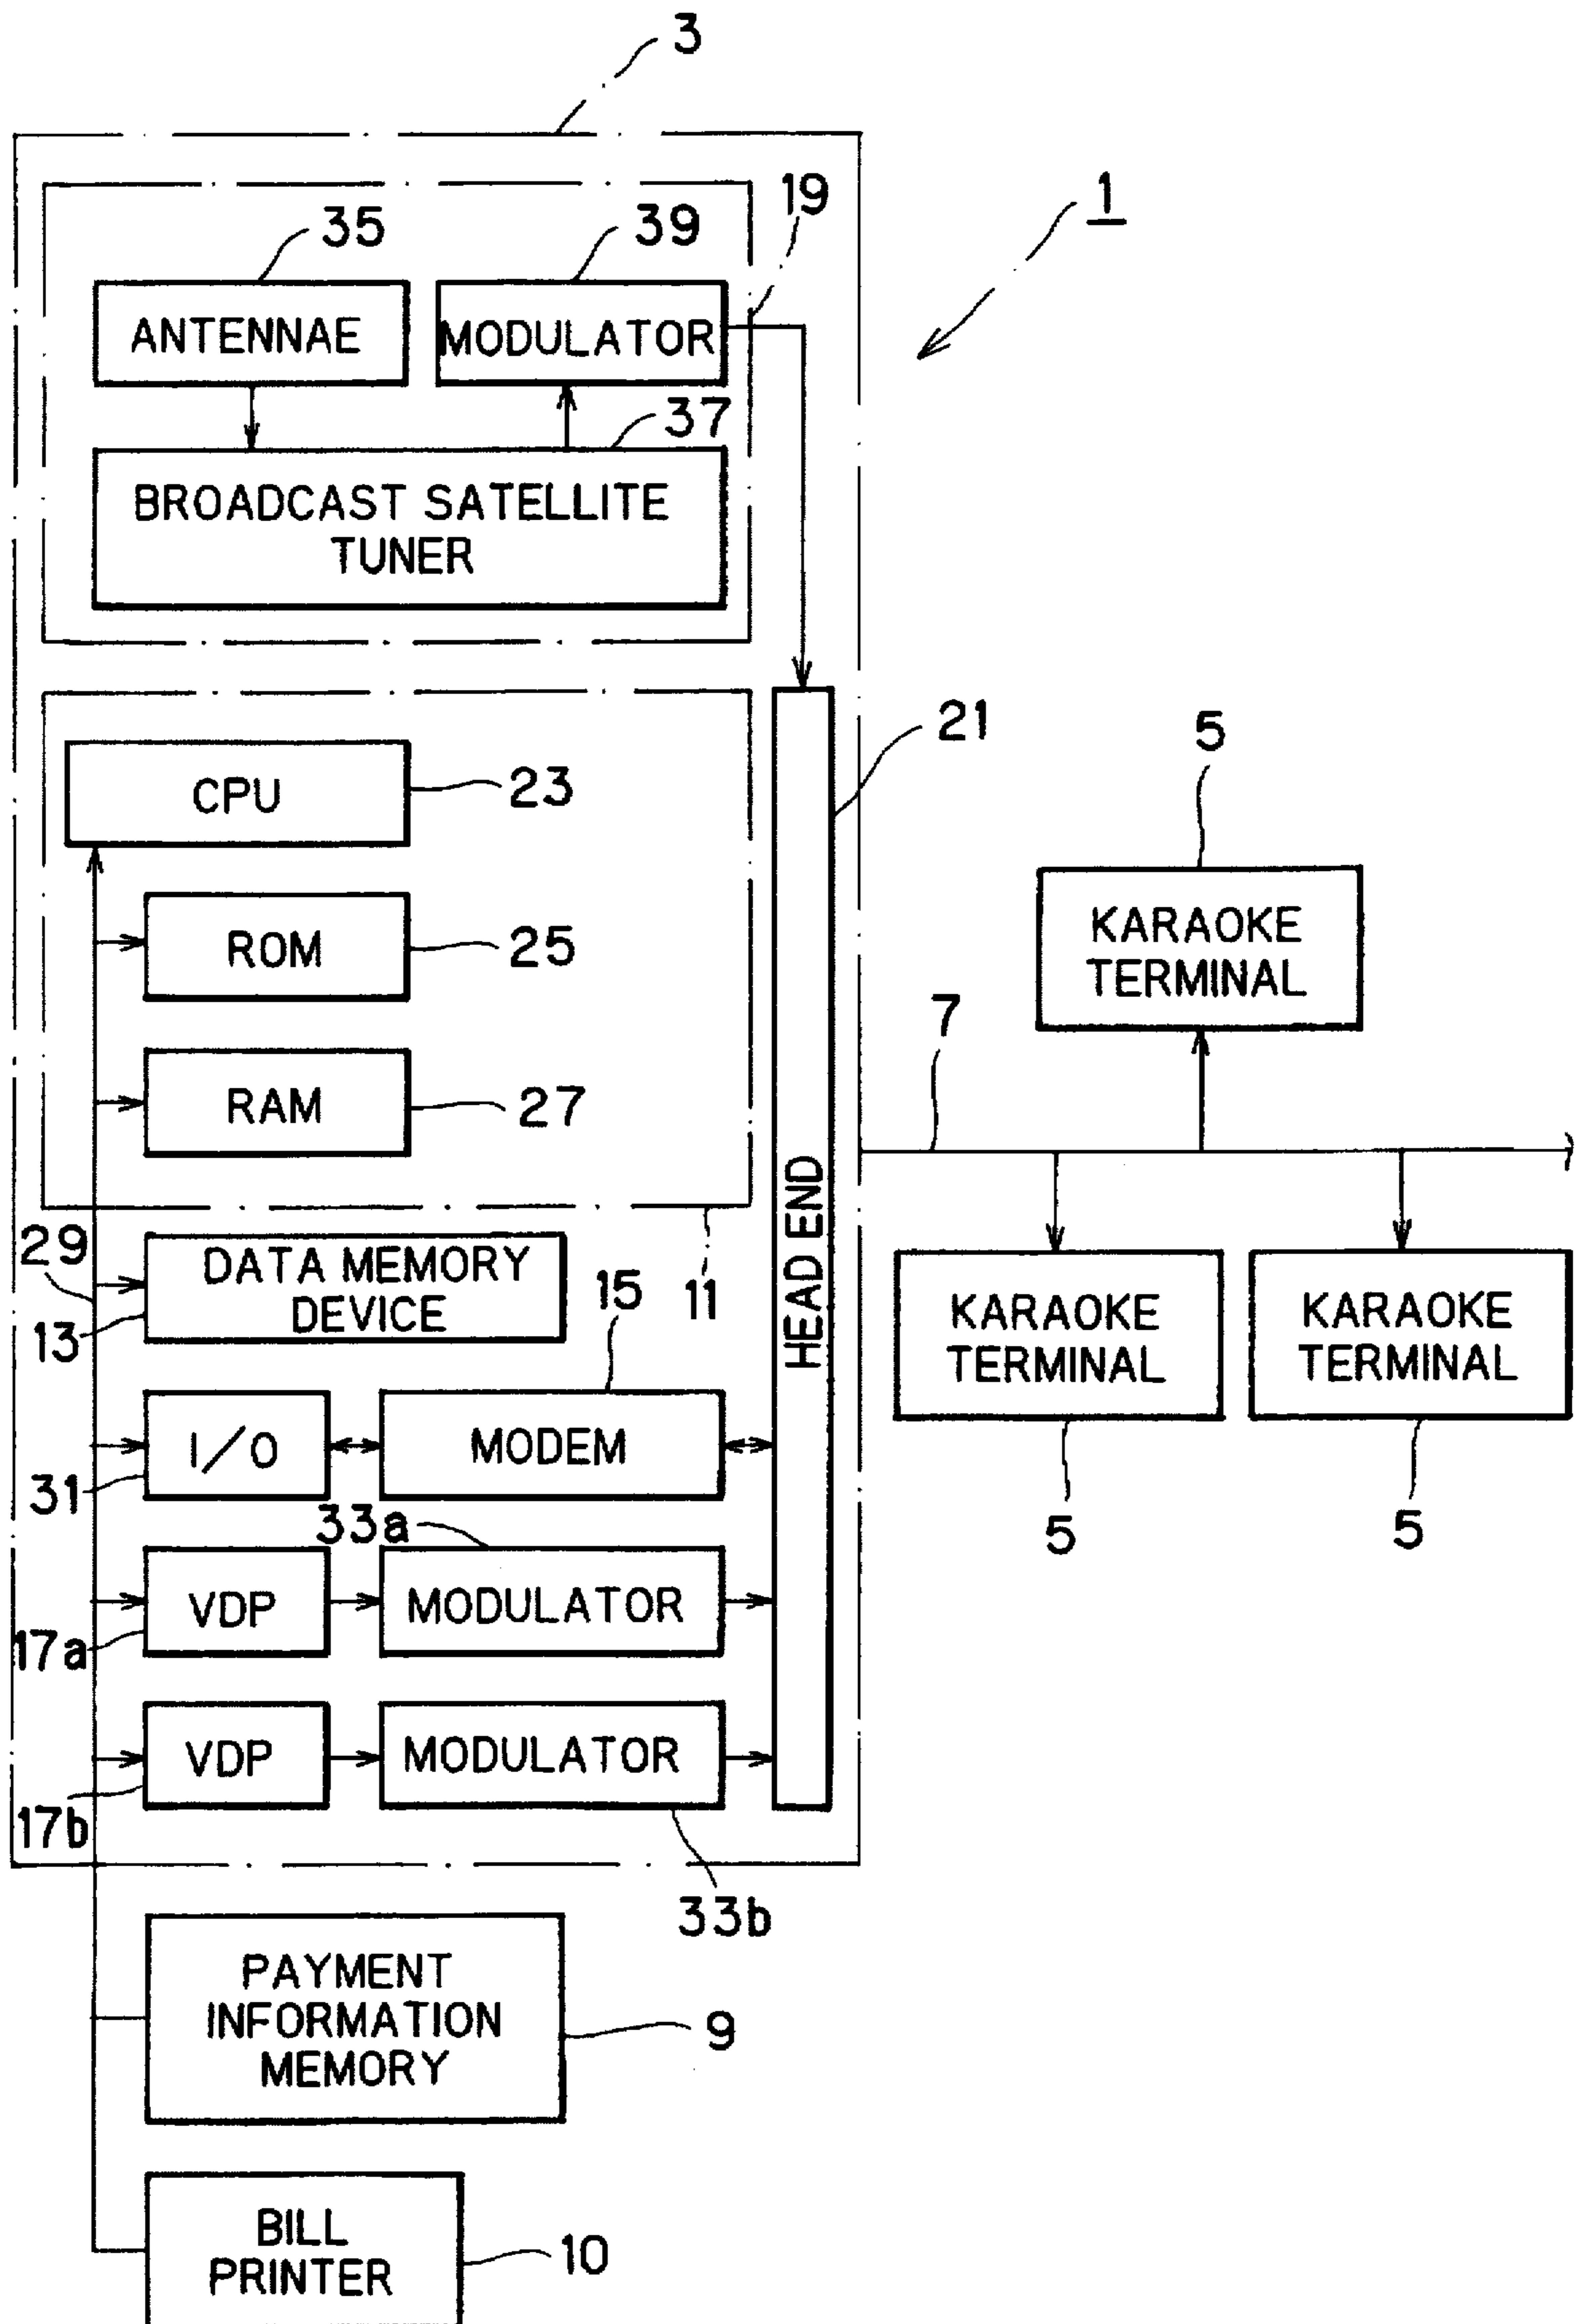 3
1
19
35
39
ANTENNAE
MODULATOR
37
BROADCAST SATELLITE
TUNER
21
5
CPU
23
KARAOKE
TERMINAL
ROM
25
7
RAM
27
HEAD END
29
DATA MEMORY
DEVICE
13
15
11
KARAOKE
TERMINAL
KARAOKE
TERMINAL
I/O
MODEM
31
33a
5
5
VDP
MODULATOR
17a
VDP
MODULATOR
17b
33b
PAYMENT
INFORMATION
MEMORY
9
BILL
PRINTER
10